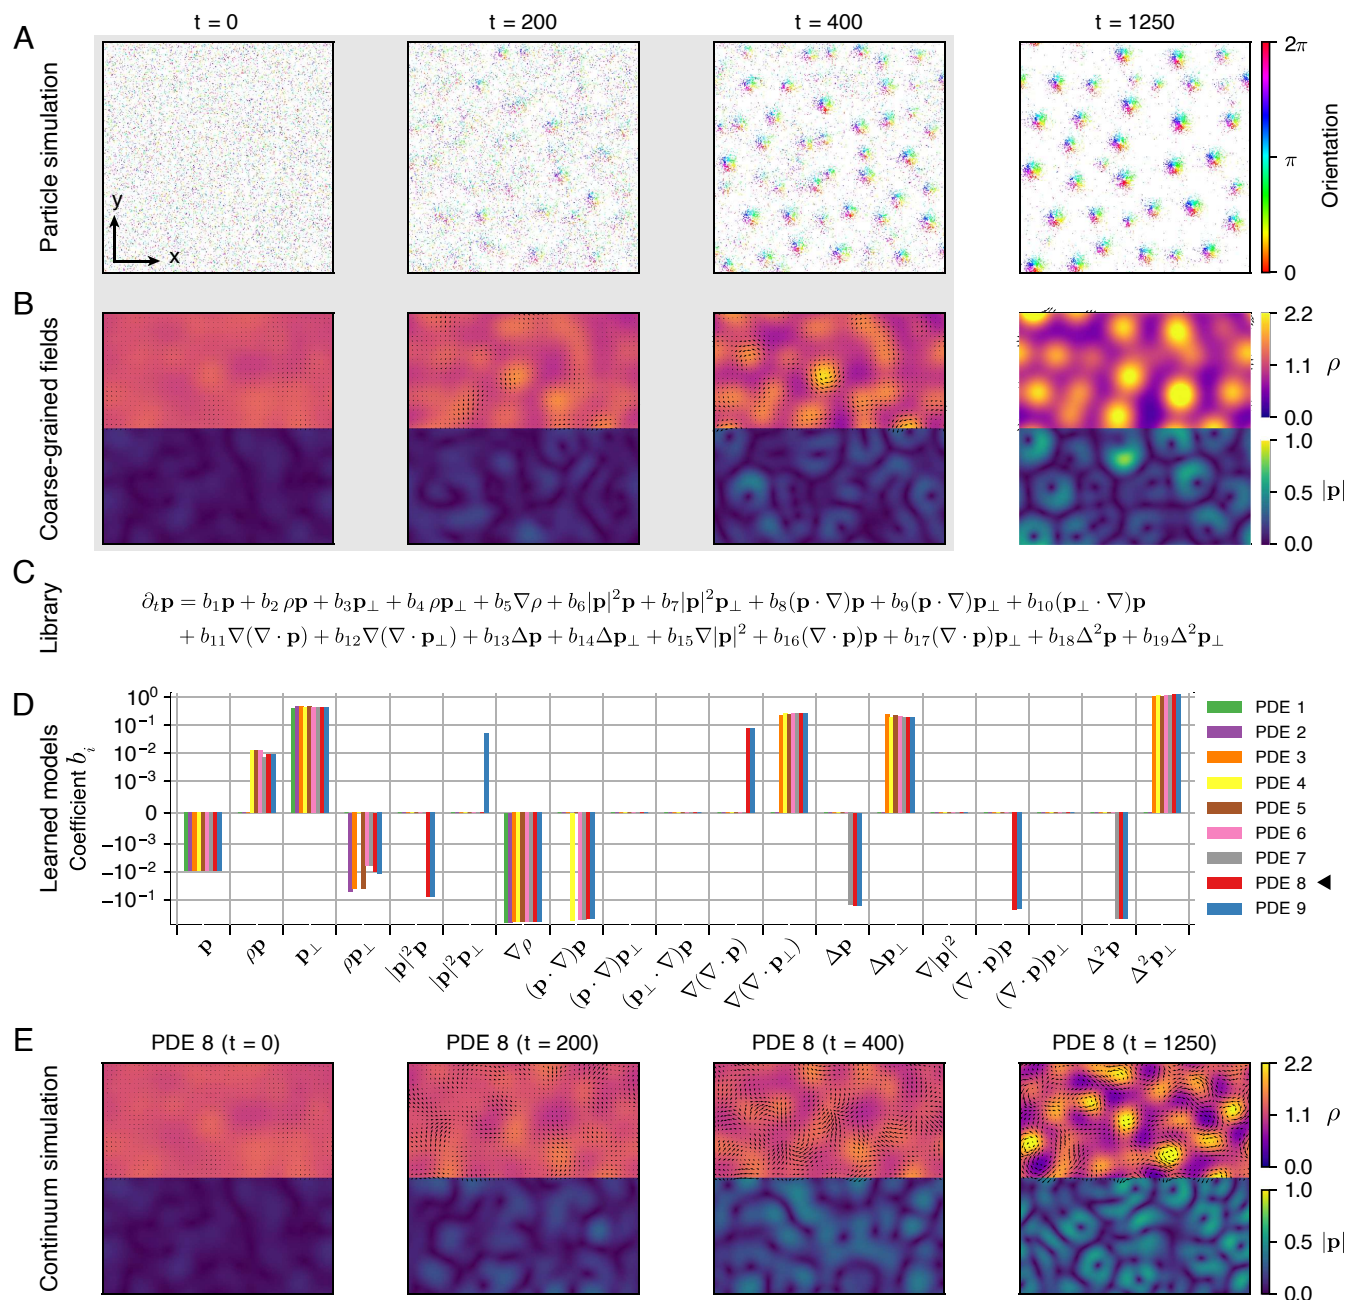 t = 0
t = 200
t = 400
t = 1250
A
Particle simulation
y
x
2π
π
0
Orientation
B
Coarse-grained fields
2.2
1.1
0.0
ρ
1.0
0.5
0.0
|p|
C
Library
∂ₜp = b₁p + b₂ ρp + b₃p⊥ + b₄ ρp⊥ + b₅∇ρ + b₆|p|²p + b₇|p|²p⊥ + b₈(p · ∇)p + b₉(p · ∇)p⊥ + b₁₀(p⊥ · ∇)p
+ b₁₁∇(∇ · p) + b₁₂∇(∇ · p⊥) + b₁₃Δp + b₁₄Δp⊥ + b₁₅∇|p|² + b₁₆(∇ · p)p + b₁₇(∇ · p)p⊥ + b₁₈Δ²p + b₁₉Δ²p⊥
D
Learned models
Coefficient bᵢ
10⁰
10⁻¹
10⁻²
10⁻³
0
−10⁻³
−10⁻²
−10⁻¹
p
ρp
p⊥
ρp⊥
|p|²p
|p|²p⊥
∇ρ
(p · ∇)p
(p · ∇)p⊥
(p⊥ · ∇)p
∇(∇ · p)
∇(∇ · p⊥)
Δp
Δp⊥
∇|p|²
(∇ · p)p
(∇ · p)p⊥
Δ²p
Δ²p⊥
PDE 1
PDE 2
PDE 3
PDE 4
PDE 5
PDE 6
PDE 7
PDE 8 ◀
PDE 9
E
Continuum simulation
PDE 8 (t = 0)
PDE 8 (t = 200)
PDE 8 (t = 400)
PDE 8 (t = 1250)
2.2
1.1
0.0
ρ
1.0
0.5
0.0
|p|